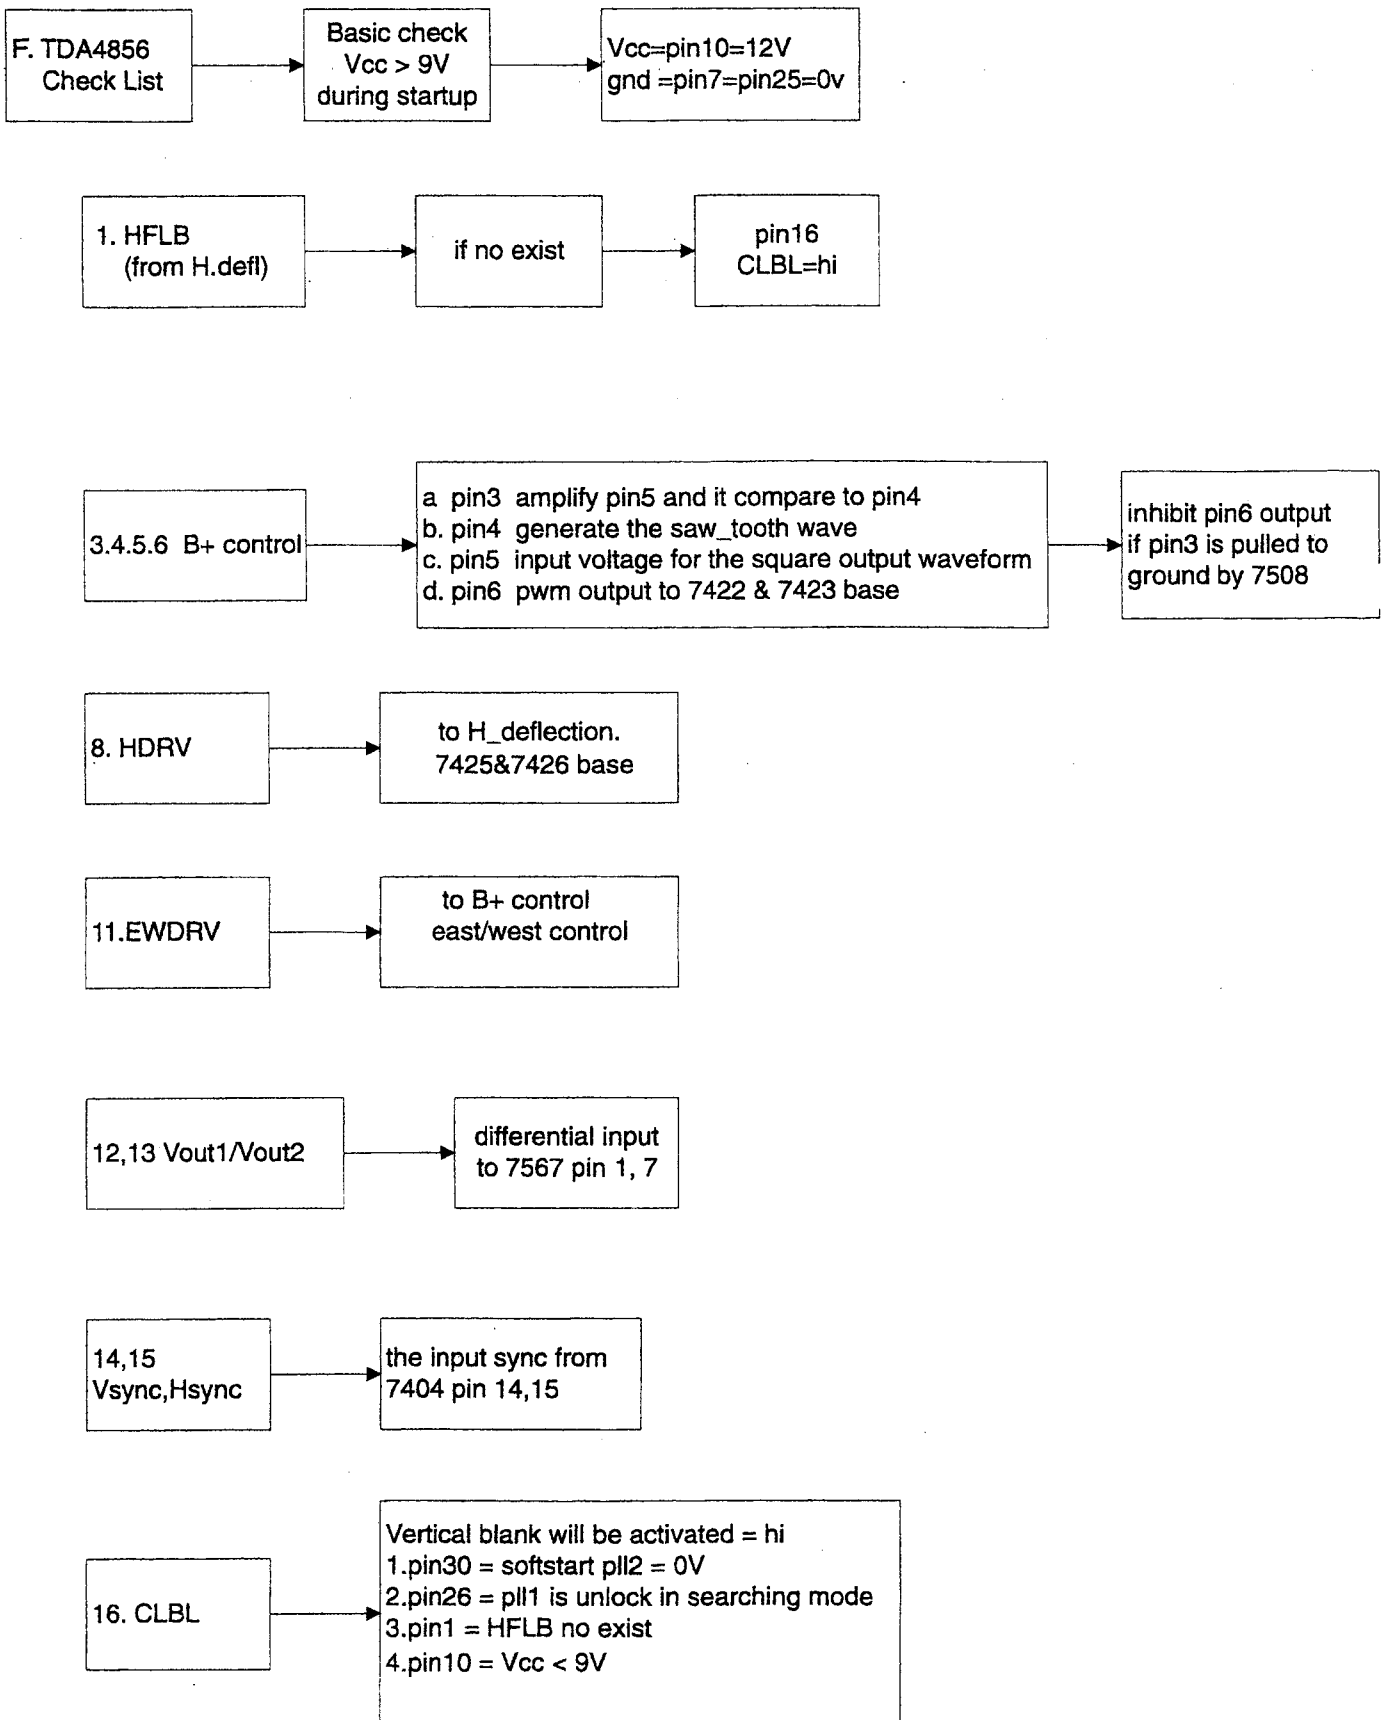 F. TDA4856
Check List
Basic check
Vcc > 9V
during startup
Vcc=pin10=12V
gnd =pin7=pin25=0v
1. HFLB
(from H.defl)
if no exist
pin16
CLBL=hi
3.4.5.6 B+ control
a pin3 amplify pin5 and it compare to pin4
b. pin4 generate the saw_tooth wave
c. pin5 input voltage for the square output waveform
d. pin6 pwm output to 7422 & 7423 base
inhibit pin6 output
if pin3 is pulled to
ground by 7508
8. HDRV
to H_deflection.
7425&7426 base
11.EWDRV
to B+ control
east/west control
12,13 Vout1/Vout2
differential input
to 7567 pin 1, 7
14,15
Vsync,Hsync
the input sync from
7404 pin 14,15
16. CLBL
Vertical blank will be activated = hi
1.pin30 = softstart pll2 = 0V
2.pin26 = pll1 is unlock in searching mode
3.pin1 = HFLB no exist
4.pin10 = Vcc < 9V